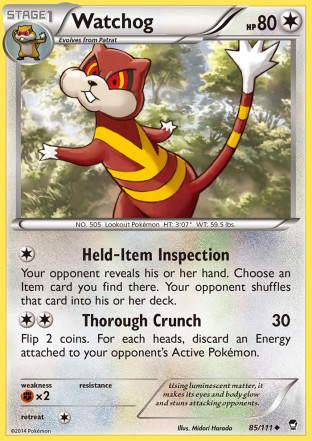 STAGE1
Watchog
HP80
Evolves from Patrat
NO. 505 Lookout Pokémon HT: 3'07" WT: 59.5 lbs.
Held-Item Inspection
Your opponent reveals his or her hand. Choose an
Item card you find there. Your opponent shuffles
that card into his or her deck.
Thorough Crunch 30
Flip 2 coins. For each heads, discard an Energy
attached to your opponent's Active Pokémon.
weakness
resistance
×2
retreat
Using luminescent matter, it
makes its eyes and body glow
and stuns attacking opponents.
Illus. Midori Harada
85/111
©2014 Pokémon